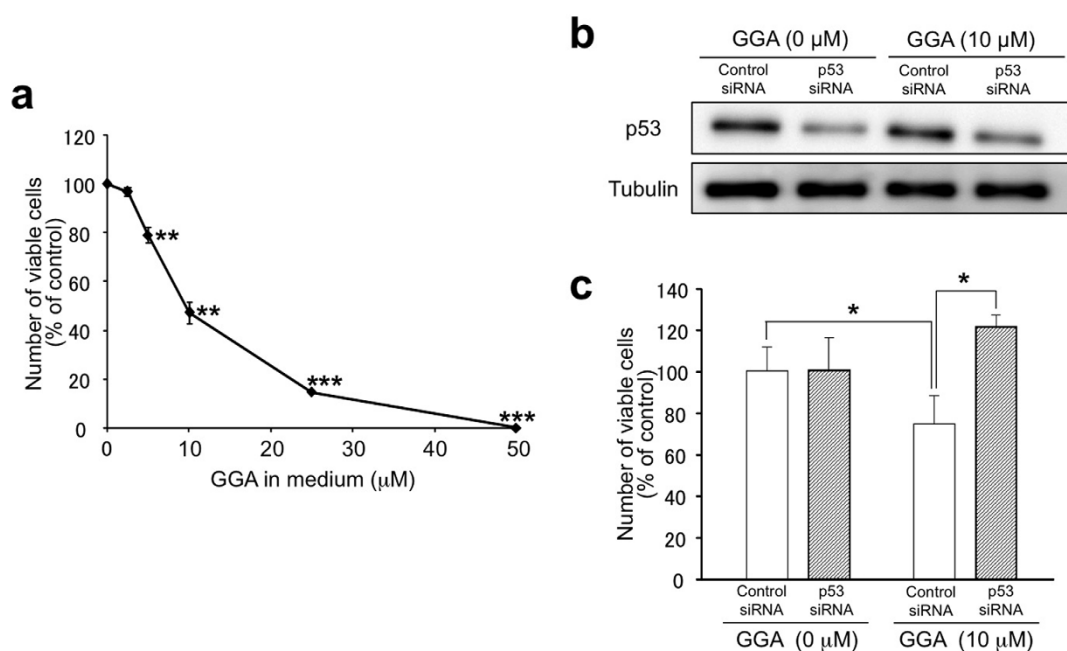 a
Number of viable cells
(% of control)
120
100
80
60
40
20
0
**
**
***
***
0 10 20 30 40 50
GGA in medium (μM)
b
GGA (0 μM) GGA (10 μM)
Control siRNA p53 siRNA Control siRNA p53 siRNA
p53
Tubulin
c
Number of viable cells
(% of control)
140
120
100
80
60
40
20
0
*
*
Control siRNA p53 siRNA Control siRNA p53 siRNA
GGA (0 μM) GGA (10 μM)